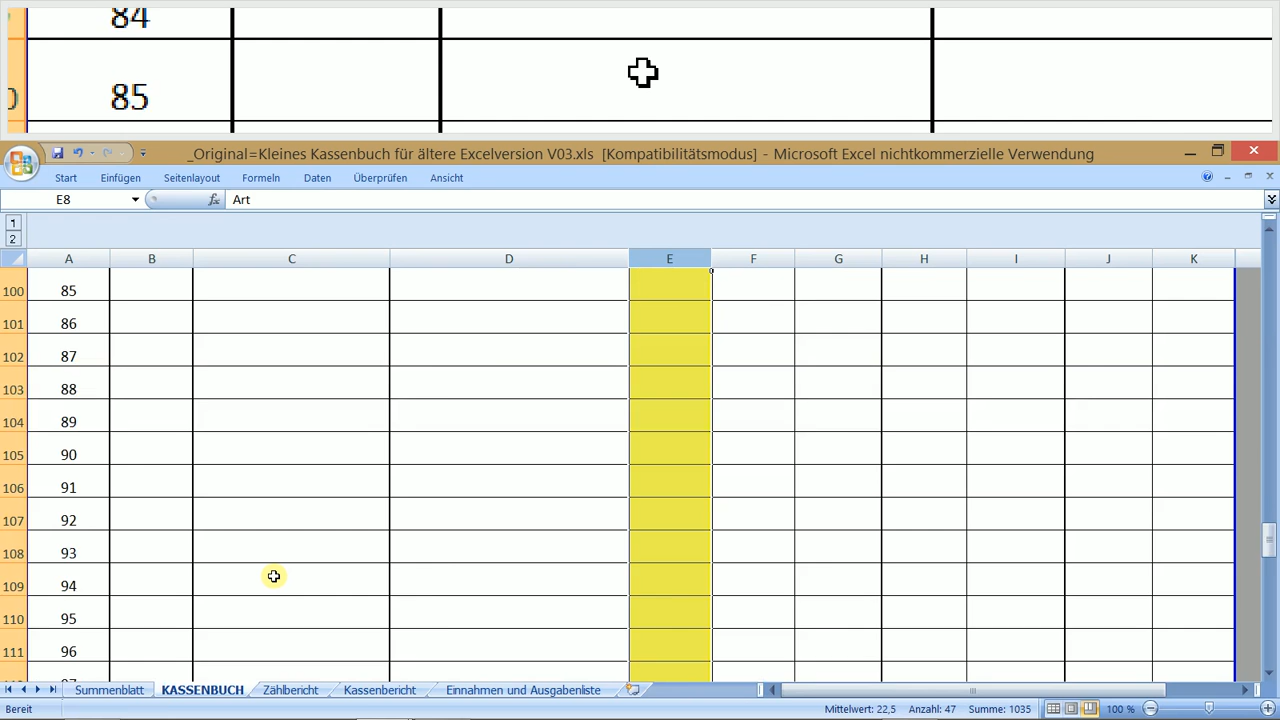 84
85
_Original=Kleines Kassenbuch für ältere Excelversion V03.xls [Kompatibilitätsmodus] - Microsoft Excel nichtkommerzielle Verwendung
Start Einfügen Seitenlayout Formeln Daten Überprüfen Ansicht
E8 fx Art
1
2
A B C D E F G H I J K
100 85
101 86
102 87
103 88
104 89
105 90
106 91
107 92
108 93
109 94
110 95
111 96
Summenblatt KASSENBUCH Zählbericht Kassenbericht Einnahmen und Ausgabenliste
Bereit Mittelwert: 22,5 Anzahl: 47 Summe: 1035 100 %